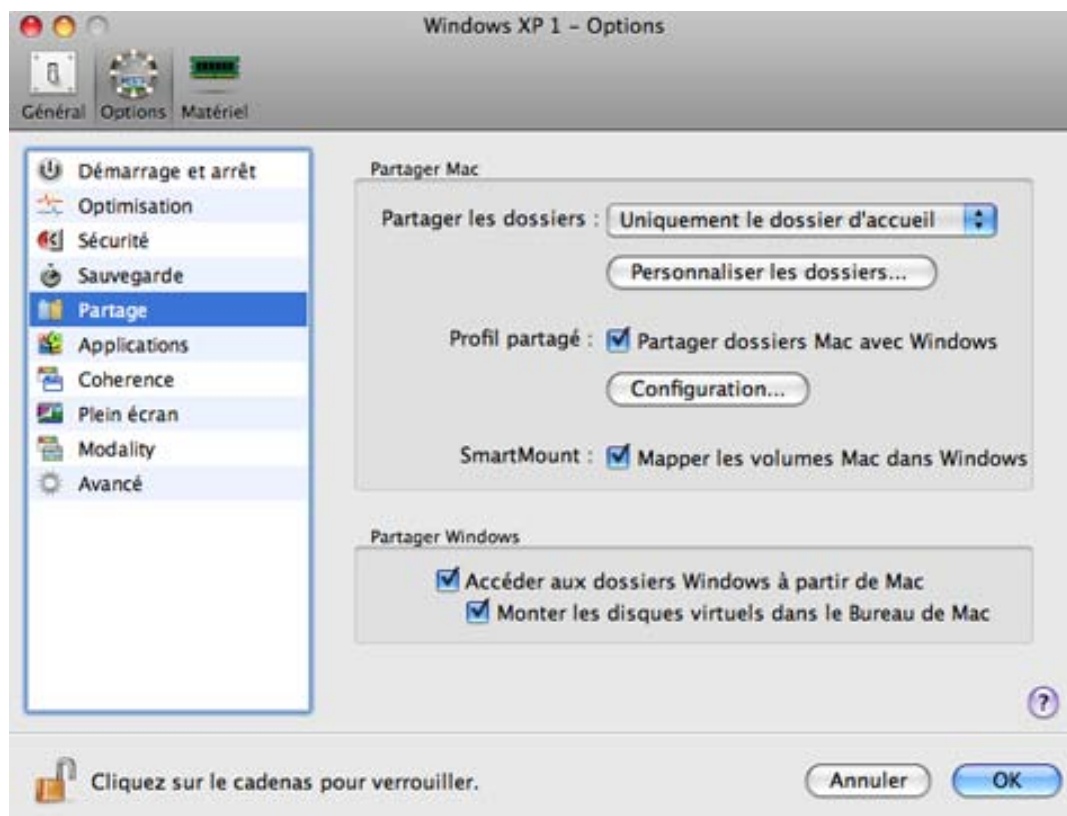 Windows XP 1 – Options
Général Options Matériel
Démarrage et arrêt
Optimisation
Sécurité
Sauvegarde
Partage
Applications
Coherence
Plein écran
Modality
Avancé
Partager Mac
Partager les dossiers : Uniquement le dossier d'accueil
Personnaliser les dossiers...
Profil partagé : Partager dossiers Mac avec Windows
Configuration...
SmartMount : Mapper les volumes Mac dans Windows
Partager Windows
Accéder aux dossiers Windows à partir de Mac
Monter les disques virtuels dans le Bureau de Mac
?
Cliquez sur le cadenas pour verrouiller.
Annuler OK